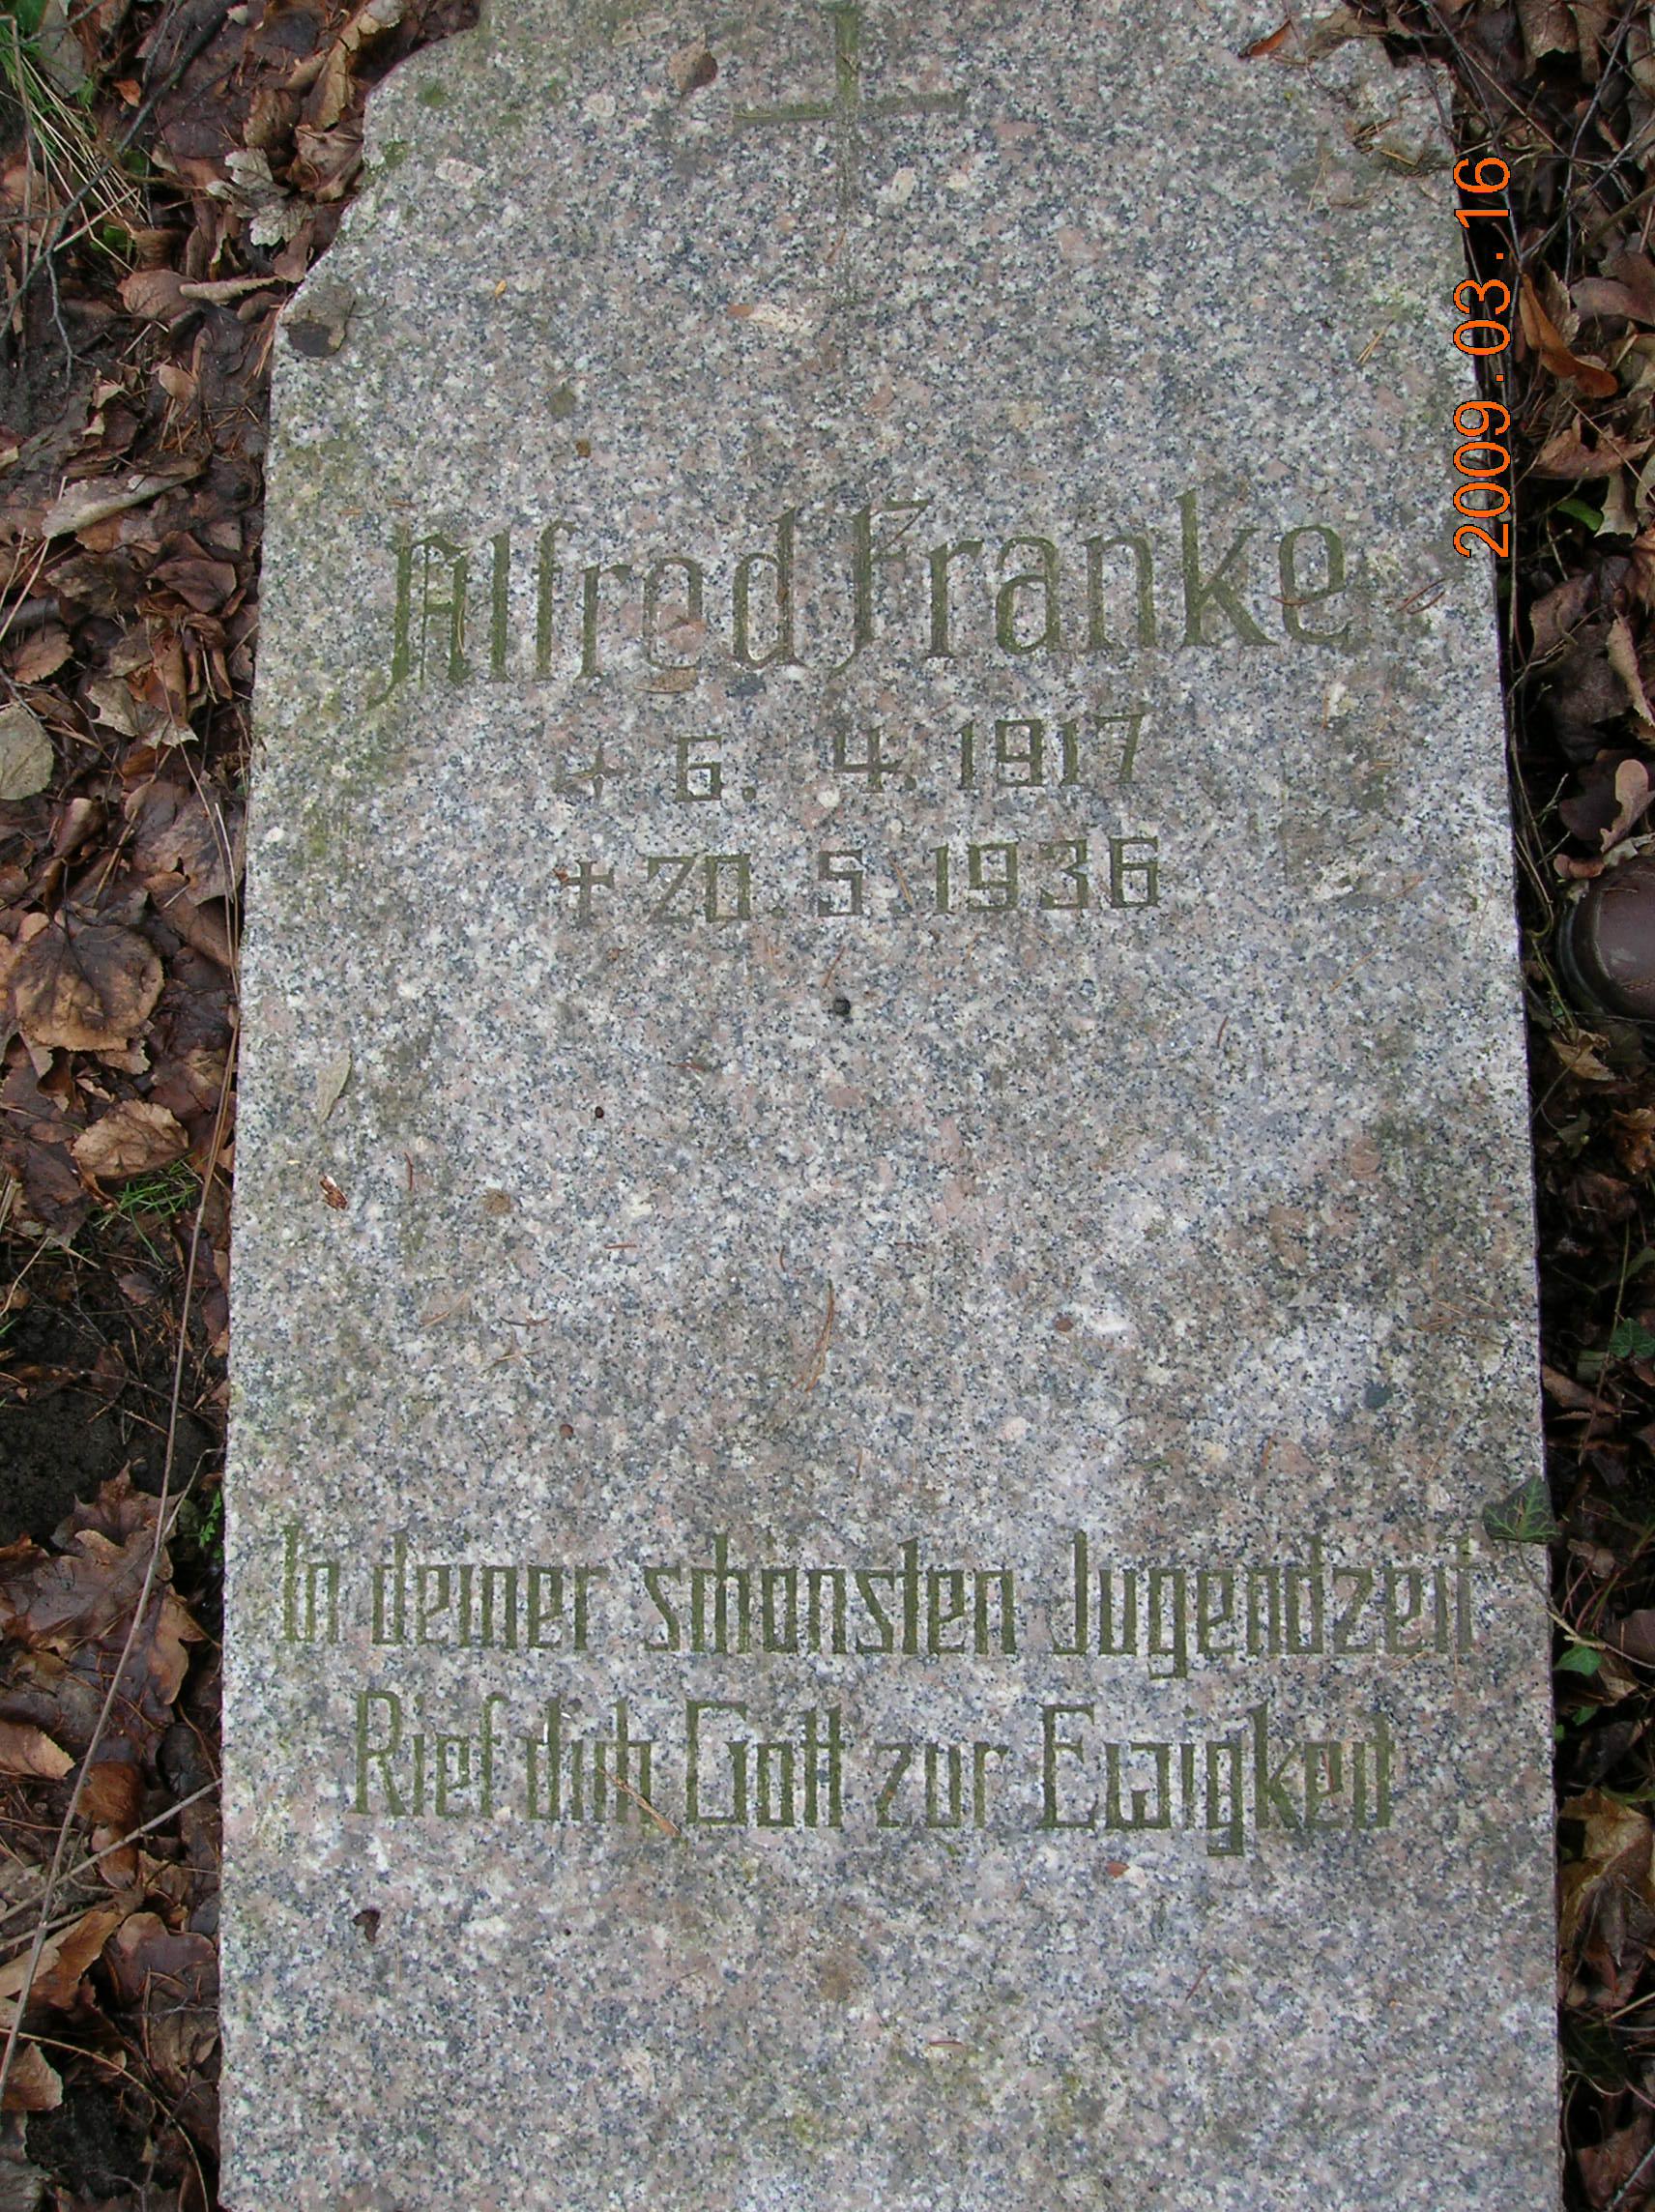 Alfred Franke
+ 6. 4. 1917
+ 20. 5. 1936
In deiner schönsten Jugendzeit
Rief dich Gott zur Ewigkeit
2009.03.16